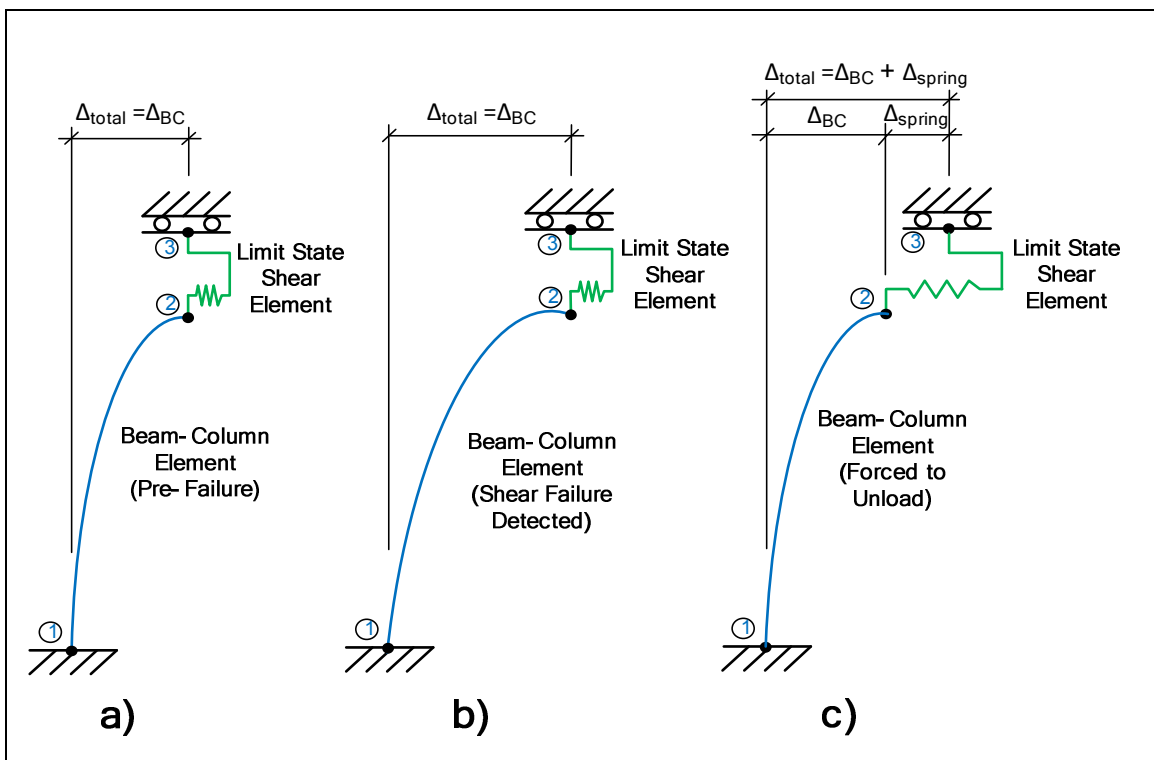 Δtotal =ΔBC
3
Limit State
Shear
Element
2
Beam- Column
Element
(Pre- Failure)
1
a)
Δtotal =ΔBC
3
Limit State
Shear
Element
2
Beam- Column
Element
(Shear Failure
Detected)
1
b)
Δtotal =ΔBC + Δspring
ΔBC
Δspring
3
Limit State
Shear
Element
2
Beam- Column
Element
(Forced to
Unload)
1
c)